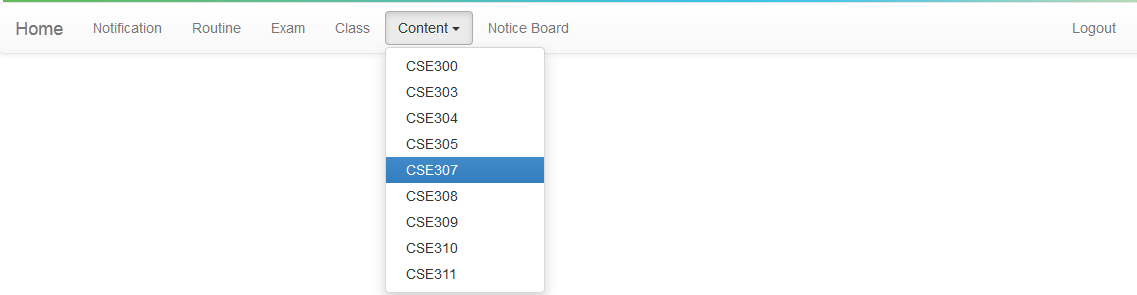 Home Notification Routine Exam Class Content Notice Board Logout
CSE300
CSE303
CSE304
CSE305
CSE307
CSE308
CSE309
CSE310
CSE311